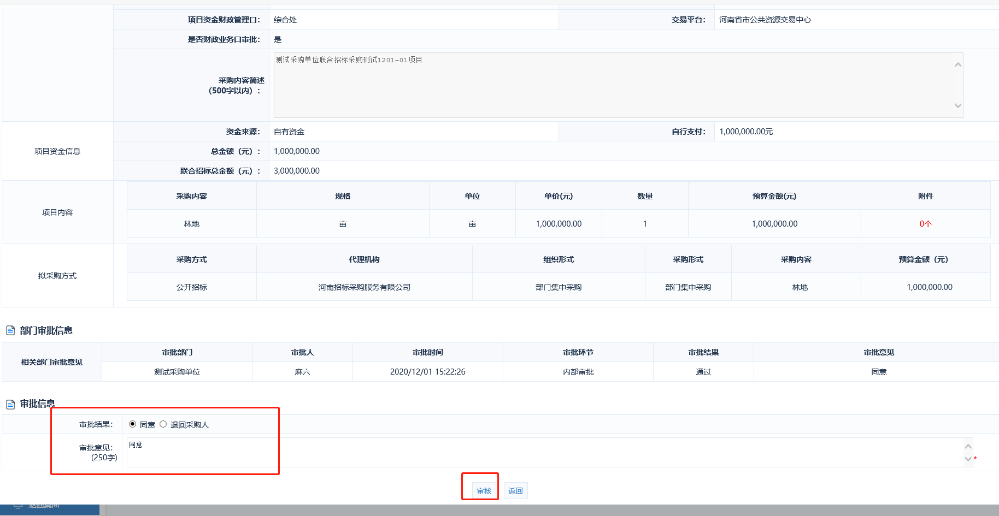 项目资金财政管理口： 综合处 交易平台： 河南省市公共资源交易中心
是否财政业务口审批： 是
采购内容简述
（500字以内）： 测试采购单位联合招标采购测试1201-01项目
项目资金信息
资金来源： 自有资金 自行支付： 1,000,000.00元
总金额（元）： 1,000,000.00
联合招标总金额（元）： 3,000,000.00
项目内容
采购内容 规格 单位 单价(元) 数量 预算金额(元) 附件
林地 亩 亩 1,000,000.00 1 1,000,000.00 0个
拟采购方式
采购方式 代理机构 组织形式 采购形式 采购内容 预算金额（元）
公开招标 河南招标采购服务有限公司 部门集中采购 部门集中采购 林地 1,000,000.00
部门审批信息
相关部门审批意见
审批部门 审批人 审批时间 审批环节 审批结果 审批意见
测试采购单位 麻六 2020/12/01 15:22:26 内部审批 通过 同意
审批信息
审批结果： 同意 退回采购人
审批意见：
(250字) 同意 *
审核 返回
返回桌面